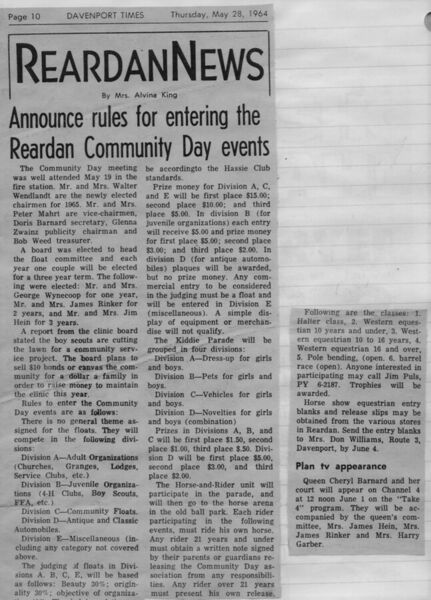 Page 10 DAVENPORT TIMES Thursday, May 28, 1964
REARDANNEWS
By Mrs. Alvina King
Announce rules for entering the
Reardan Community Day events
The Community Day meeting
was well attended May 19 in the
fire station. Mr. and Mrs. Walter
Wendlandt are the newly elected
chairmen for 1965. Mr. and Mrs.
Peter Mahrt are vice-chairmen,
Doris Barnard secretary, Glenna
Zwainz publicity chairman and
Bob Weed treasurer.
A board was elected to head
the float committee and each
year one couple will be elected
for a three year term. The follow-
ing were elected: Mr. and Mrs.
George Wynecoop for one year,
Mr. and Mrs. James Rinker for
2 years, and Mr. and Mrs. Jim
Hein for 3 years.
A report from the clinic board
stated the boy scouts are cutting
the lawn for a community serv-
ice project. The board plans to
sell $10 bonds or canvas the com-
munity for a dollar a family in
order to raise money to maintain
the clinic this year.
Rules to enter the Community
Day events are as follows:
There is no general theme as-
signed for the floats. They will
compete in the following divi-
sions:
Division A—Adult Organizations
(Churches, Granges, Lodges,
Service Clubs, etc.)
Division B—Juvenile Organiza-
tions (4-H Clubs, Boy Scouts,
FFA, etc.)
Division C—Community Floats.
Division D—Antique and Classic
Automobiles.
Division E—Miscellaneous (in-
cluding any category not covered
above.
The judging of floats in Divi-
sions A, B, C, E, will be based
as follows: Beauty 30%; origin-
ality 30%; objective of organiza-
be accordingto the Hassie Club
standards.
Prize money for Division A, C,
and E will be first place $15.00;
second place $10.00; and third
place $5.00. In division B (for
juvenile organizations) each entry
will receive $5.00 and prize money
for first place $5.00; second place
$3.00; and third place $2.00. In
division D (for antique automo-
biles) plaques will be awarded,
but no prize money. Any com-
mercial entry to be considered
in the judging must be a float and
will be entered in Division E
(miscellaneous). A simple dis-
play of equipment or merchan-
dise will not qualify.
The Kiddie Parade will be
grouped in four divisions:
Division A—Dress-up for girls
and boys.
Division B—Pets for girls and
boys.
Division C—Vehicles for girls
and boys.
Division D—Novelties for girls
and boys (combination)
Prizes in Divisions A, B, and
C will be first place $1.50, second
place $1.00, third place $.50. Divi-
sion D will be first place $5.00,
second place $3.00, and third
place $2.00.
The Horse-and-Rider unit will
participate in the parade, and
will then go to the horse arena
in the old ball park. Each rider
participating in the following
events, must ride his own horse.
Any rider 21 years and under
must obtain a written note signed
by their parents or guardians re-
leasing the Community Day as-
sociation from any responsibili-
ties. Any rider over 21 years
must present his own release.
Following are the classes: 1.
Halter class, 2. Western eques-
tian 10 years and under, 3. West-
ern equestrian 10 to 16 years, 4.
Western equestrian 16 and over,
5. Pole bending, (open. 6. barrel
race (open). Anyone interested in
participating may call Jim Puls,
PY 6-2187. Trophies will be
awarded.
Horse show equestrian entry
blanks and release slips may be
obtained from the various stores
in Reardan. Send the entry blanks
to Mrs. Don Williams, Route 3,
Davenport, by June 4.
Plan tv appearance
Queen Cheryl Barnard and her
court will appear on Channel 4
at 12 noon June 1 on the "Take
4" program. They will be ac-
companied by the queen's com-
mittee, Mrs. James Hein, Mrs.
James Rinker and Mrs. Harry
Garber.